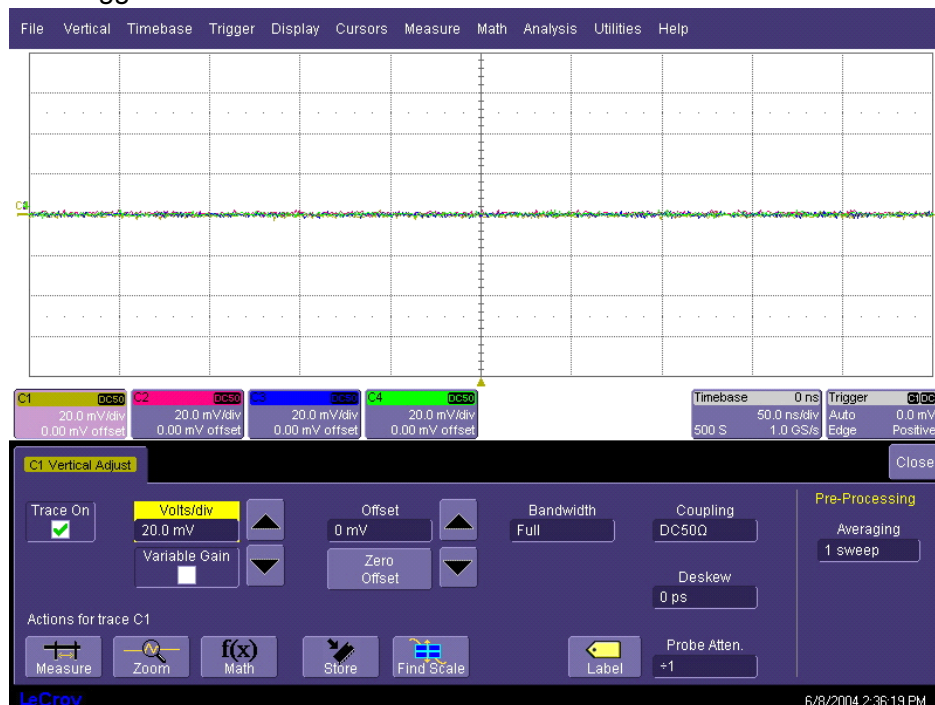 File Vertical Timebase Trigger Display Cursors Measure Math Analysis Utilities Help
C1 DC50 C2 DC50 C3 DC50 C4 DC50 Timebase 0 ns Trigger C1 DC
20.0 mV/div 20.0 mV/div 20.0 mV/div 20.0 mV/div 50.0 ns/div Auto 0.0 mV
0.00 mV offset 0.00 mV offset 0.00 mV offset 0.00 mV offset 500 S 1.0 GS/s Edge Positive
C1 Vertical Adjust Close
Pre-Processing
Trace On Volts/div Offset Bandwidth Coupling Averaging
20.0 mV 0 mV Full DC50Ω 1 sweep
Variable Gain Zero Offset
Deskew
0 ps
Actions for trace C1
Probe Atten.
÷1
Measure Zoom f(x) Math Store Find Scale Label
LeCroy 6/8/2004 2:36:19 PM